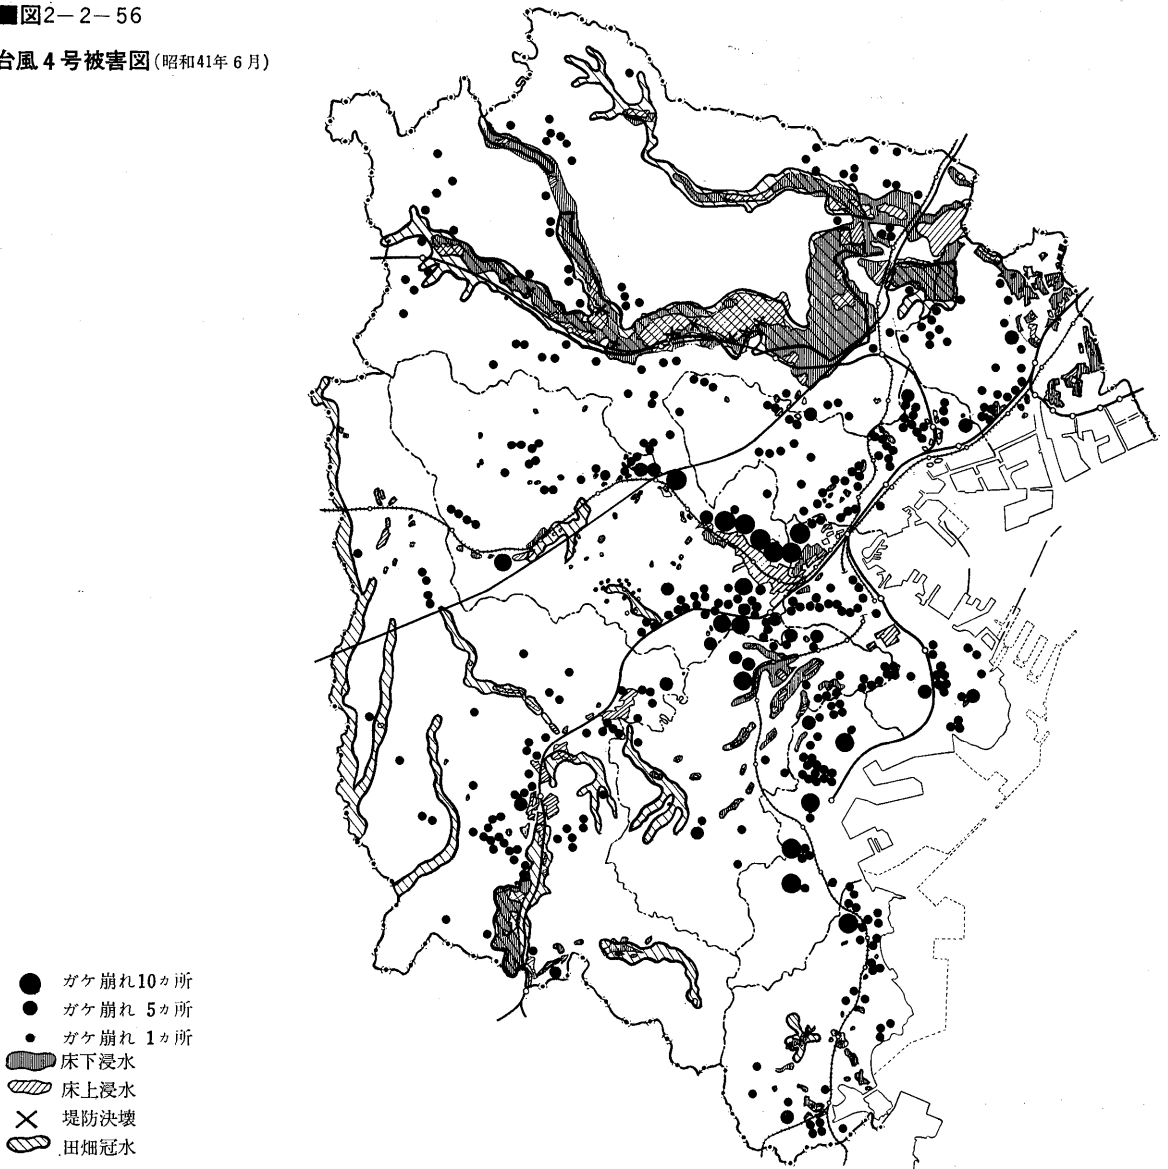 ■図2－2－56
台風4号被害図(昭和41年6月)
ガケ崩れ10ヵ所
ガケ崩れ 5ヵ所
ガケ崩れ 1ヵ所
床下浸水
床上浸水
堤防決壊
田畑冠水